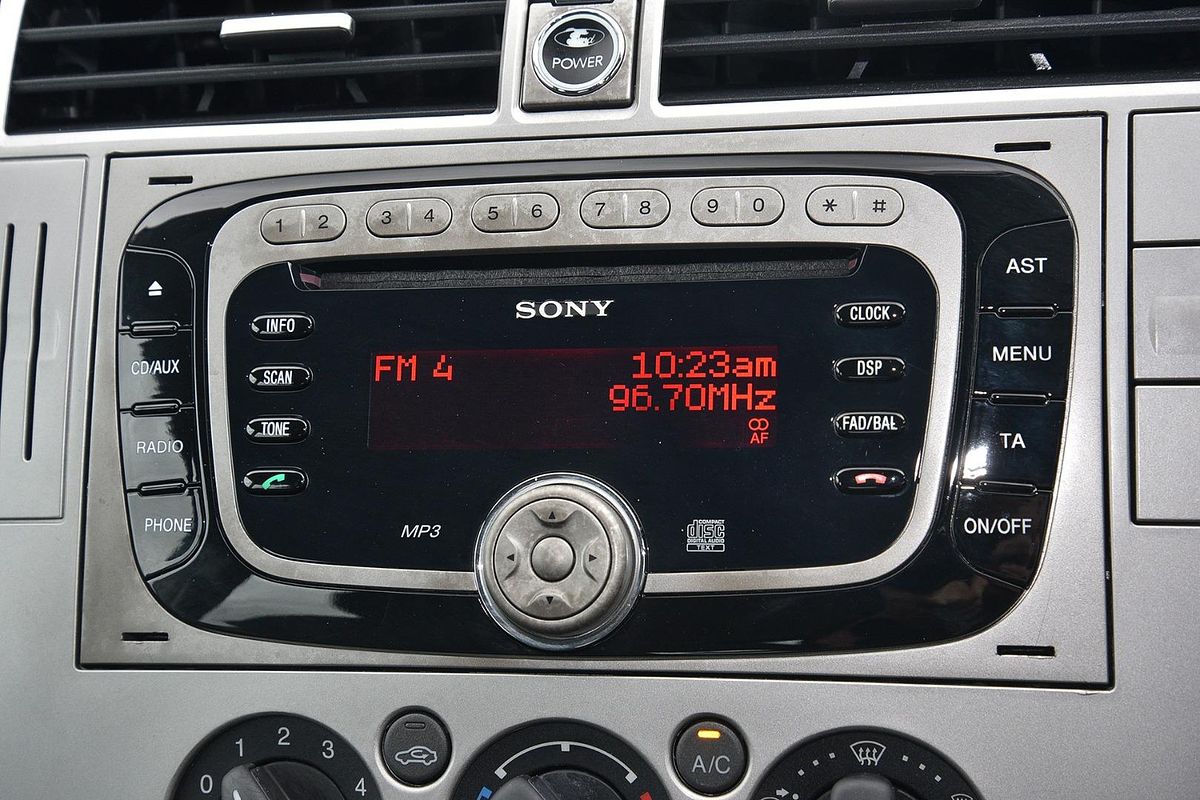 Ford
POWER
1 2 3 4 5 6 7 8 9 0 * #
SONY
INFO
SCAN
TONE
CD/AUX
RADIO
PHONE
FM 4 10:23am
96.70MHz
AF
CLOCK
DSP
FAD/BAL
AST
MENU
TA
ON/OFF
MP3
COMPACT
disc
DIGITAL AUDIO
TEXT
0 1 2 3 4
A/C